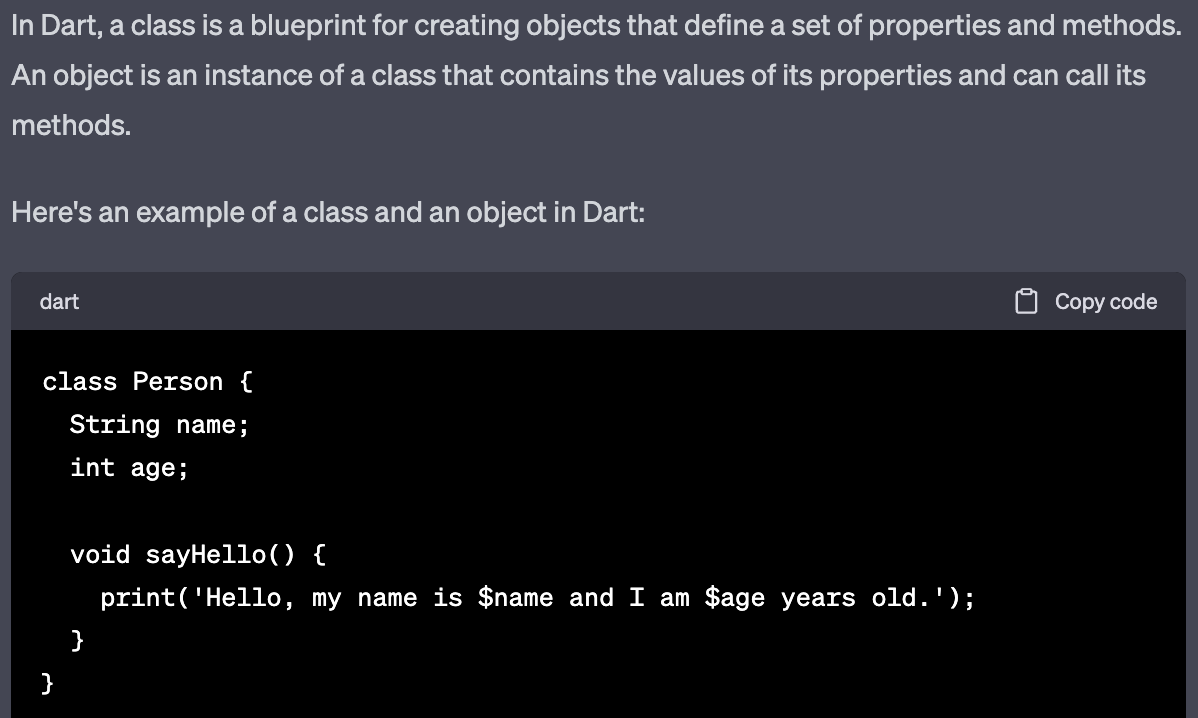 In Dart, a class is a blueprint for creating objects that define a set of properties and methods.
An object is an instance of a class that contains the values of its properties and can call its
methods.
Here's an example of a class and an object in Dart:
dart
Copy code
class Person {
  String name;
  int age;

  void sayHello() {
    print('Hello, my name is $name and I am $age years old.');
  }
}